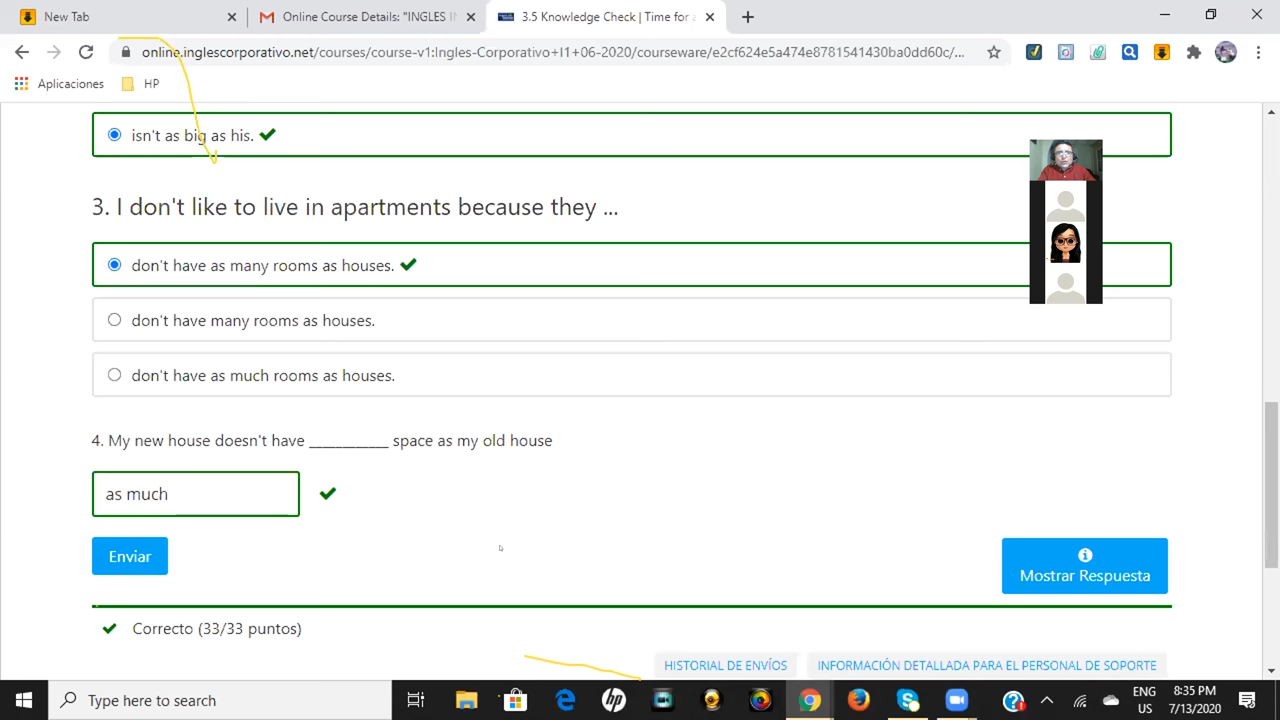 New Tab
Online Course Details: "INGLES I
3.5 Knowledge Check | Time for a
online.inglescorporativo.net/courses/course-v1:Ingles-Corporativo+I1+06-2020/courseware/e2cf624e5a474e8781541430ba0dd60c/...
Aplicaciones
HP
isn't as big as his.
3. I don't like to live in apartments because they ...
don't have as many rooms as houses.
don't have many rooms as houses.
don't have as much rooms as houses.
4. My new house doesn't have ____________ space as my old house
as much
Enviar
Mostrar Respuesta
Correcto (33/33 puntos)
HISTORIAL DE ENVÍOS
INFORMACIÓN DETALLADA PARA EL PERSONAL DE SOPORTE
Type here to search
ENG
US
8:35 PM
7/13/2020